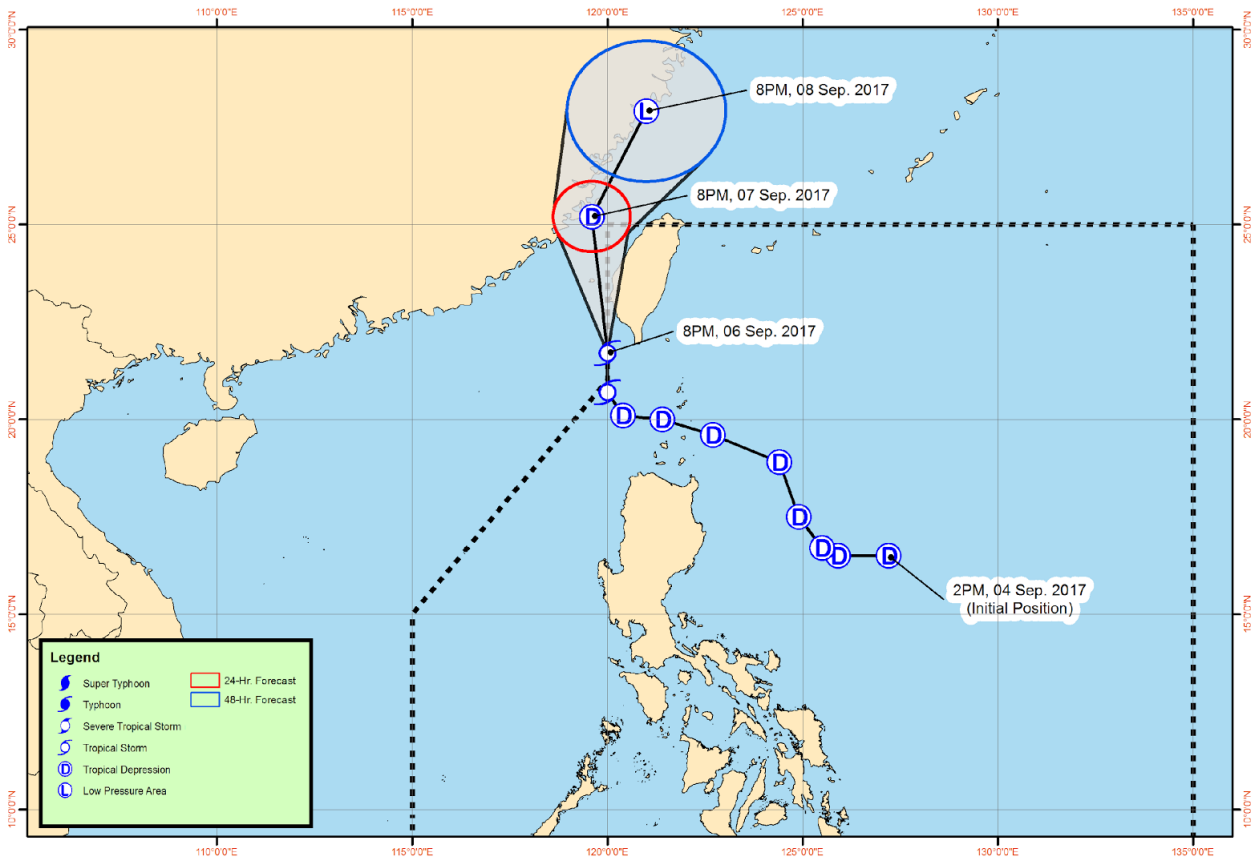 110°0'0"E
115°0'0"E
120°0'0"E
125°0'0"E
130°0'0"E
135°0'0"E
30°0'0"N
30°0'0"N
8PM, 08 Sep. 2017
L
8PM, 07 Sep. 2017
D
25°0'0"N
25°0'0"N
8PM, 06 Sep. 2017
20°0'0"N
D
D
D
D
D
D
D
D
20°0'0"N
2PM, 04 Sep. 2017
(Initial Position)
15°0'0"N
15°0'0"N
Legend
Super Typhoon
Typhoon
Severe Tropical Storm
Tropical Storm
D Tropical Depression
L Low Pressure Area
24-Hr. Forecast
48-Hr. Forecast
10°0'0"N
10°0'0"N
110°0'0"E
115°0'0"E
120°0'0"E
125°0'0"E
130°0'0"E
135°0'0"E